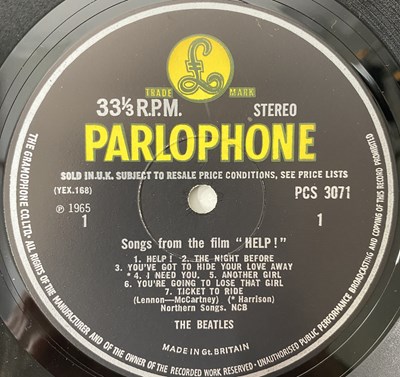 £
TRADE MARK
33⅓ R.P.M. STEREO
PARLOPHONE
SOLD IN U.K. SUBJECT TO RESALE PRICE CONDITIONS, SEE PRICE LISTS
(YEX.168) PCS 3071
℗ 1965
1 1
Songs from the film "HELP!"
1. HELP! 2. THE NIGHT BEFORE
3. YOU'VE GOT TO HIDE YOUR LOVE AWAY
*4. I NEED YOU, 5. ANOTHER GIRL
6. YOU'RE GOING TO LOSE THAT GIRL
7. TICKET TO RIDE
(Lennon—McCartney) (* Harrison)
Northern Songs. NCB
THE BEATLES
MADE IN Gt. BRITAIN
THE GRAMOPHONE CO. LTD. ALL RIGHTS OF THE MANUFACTURER AND OF THE OWNER OF THE RECORDED WORK RESERVED. UNAUTHORISED PUBLIC PERFORMANCE, BROADCASTING AND COPYING OF THIS RECORD PROHIBITED